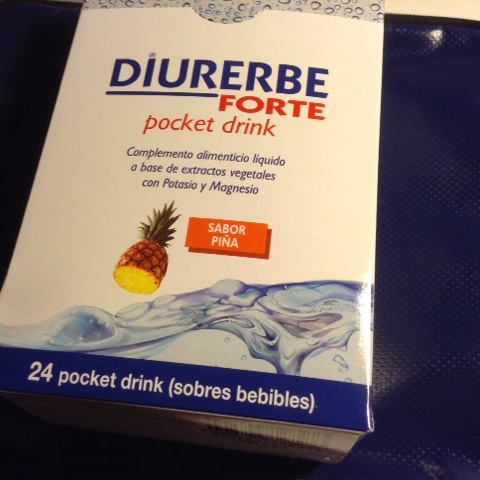 DIURERBE®
FORTE
pocket drink
Complemento alimenticio líquido
a base de extractos vegetales
con Potasio y Magnesio
SABOR
PIÑA
24 pocket drink (sobres bebibles)